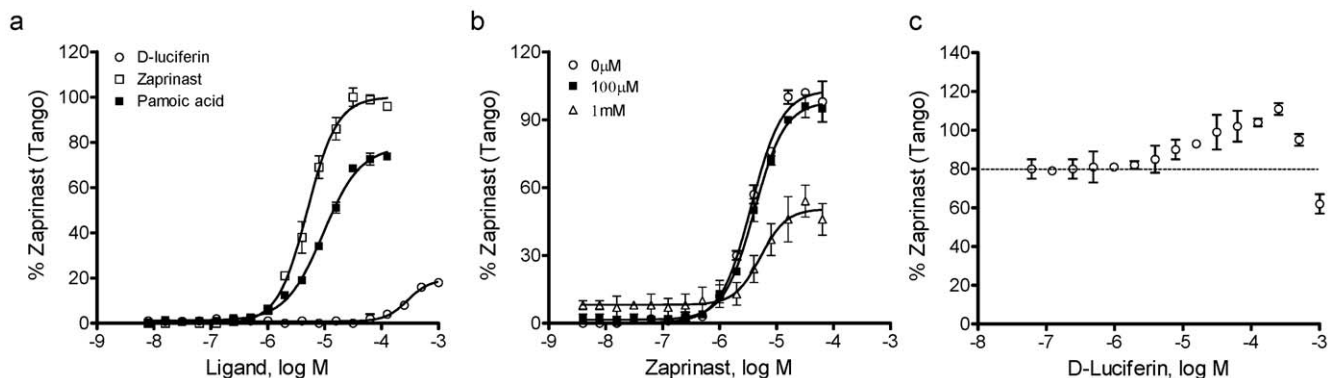 a
% Zaprinast (Tango)
120
100
80
60
40
20
0
D-luciferin
Zaprinast
Pamoic acid
-9 -8 -7 -6 -5 -4 -3
Ligand, log M
b
% Zaprinast (Tango)
120
90
60
30
0
0μM
100μM
1mM
-9 -8 -7 -6 -5 -4 -3
Zaprinast, log M
c
% Zaprinast (Tango)
140
120
100
80
60
40
20
0
-8 -7 -6 -5 -4 -3
D-Luciferin, log M